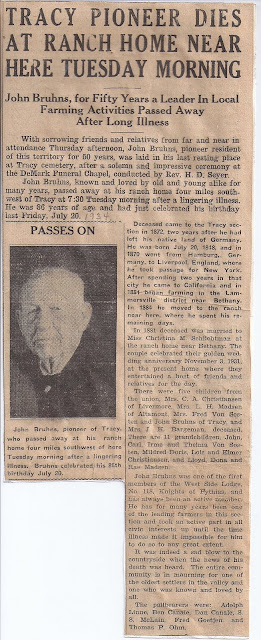 TRACY PIONEER DIES
AT RANCH HOME NEAR
HERE TUESDAY MORNING
John Bruhns, for Fifty Years a Leader In Local
Farming Activities Passed Away
After Long Illness
With sorrowing friends and relatives from far and near in
attendance Thursday afternoon, John Bruhns, pioneer resident
of this territory for 50 years, was laid in his last resting place
at Tracy cemetery, after a solemn and impressive ceremony at
the DeMark Funeral Chapel, conducted by Rev. H. D. Seyer.
John Bruhns, known and loved by old and young alike for
many years, passed away at his ranch home four miles south-
west of Tracy at 7:30 Tuesday morning after a lingering illness.
He was 86 years of age and had just celebrated his birthday
last Friday, July 20. 1934
PASSES ON
John Bruhns, pioneer of Tracy,
who passed away at his ranch
home four miles southwest of here
Tuesday morning after a lingering
illness. Bruhns celebrated his 86th
birthday July 20.
Deceased came to the Tracy sec-
tion in 1872, two years after he had
left his native land of Germany.
He was born July 20, 1848, and in
1870 went from Hamburg, Ger-
many, to Liverpool, England, where
he took passage for New York.
After spending two years in that
city he came to California and in
1884 began farming in the Lam-
mersville district near Bethany.
In 1884 he moved to the ranch
near here, where he spent his re-
maining days.
In 1881 deceased was married to
Miss Christina M. Schlichtmann at
the ranch home near Bethany. The
couple celebrated their golden wed-
ding anniversary November 3, 1931,
at the present home, where they
entertained a host of friends and
relatives for the day.
There were five children from
the union, Mrs. C. A. Christiansen
of Livermore, Mrs. L. H. Madsen
of Altamont, Mrs. Fred Von Sos-
ten and John Bruhns of Tracy, and
Mrs. J. H. Bargeman, deceased.
There are 11 grandchildren, John,
Carl, Irma and Thelma Von Sos-
ten, Mildred Doris, Lois and Elmer
Christiansen, and Lloyd, Edna and
Rae Madsen.
John Bruhns was one of the first
members of the West Side Lodge,
No. 118, Knights of Pythias, and
has always been an active member.
He has for many years been one
of the leading farmers in this sec-
tion and took an active part in all
civic interests up until the time
illness made it impossible for him
to do so to any great extent.
It was indeed a sad blow to the
countryside when the news of his
death was heard. The entire com-
munity is in mourning for one of
the oldest settlers in the valley and
one who was known and loved by
all.
The pallbearers were: Adolph
Linne, Ben Canale, Don Canale, S.
S. McKain, Fred Goetjen and
Thomas P. Ohm.